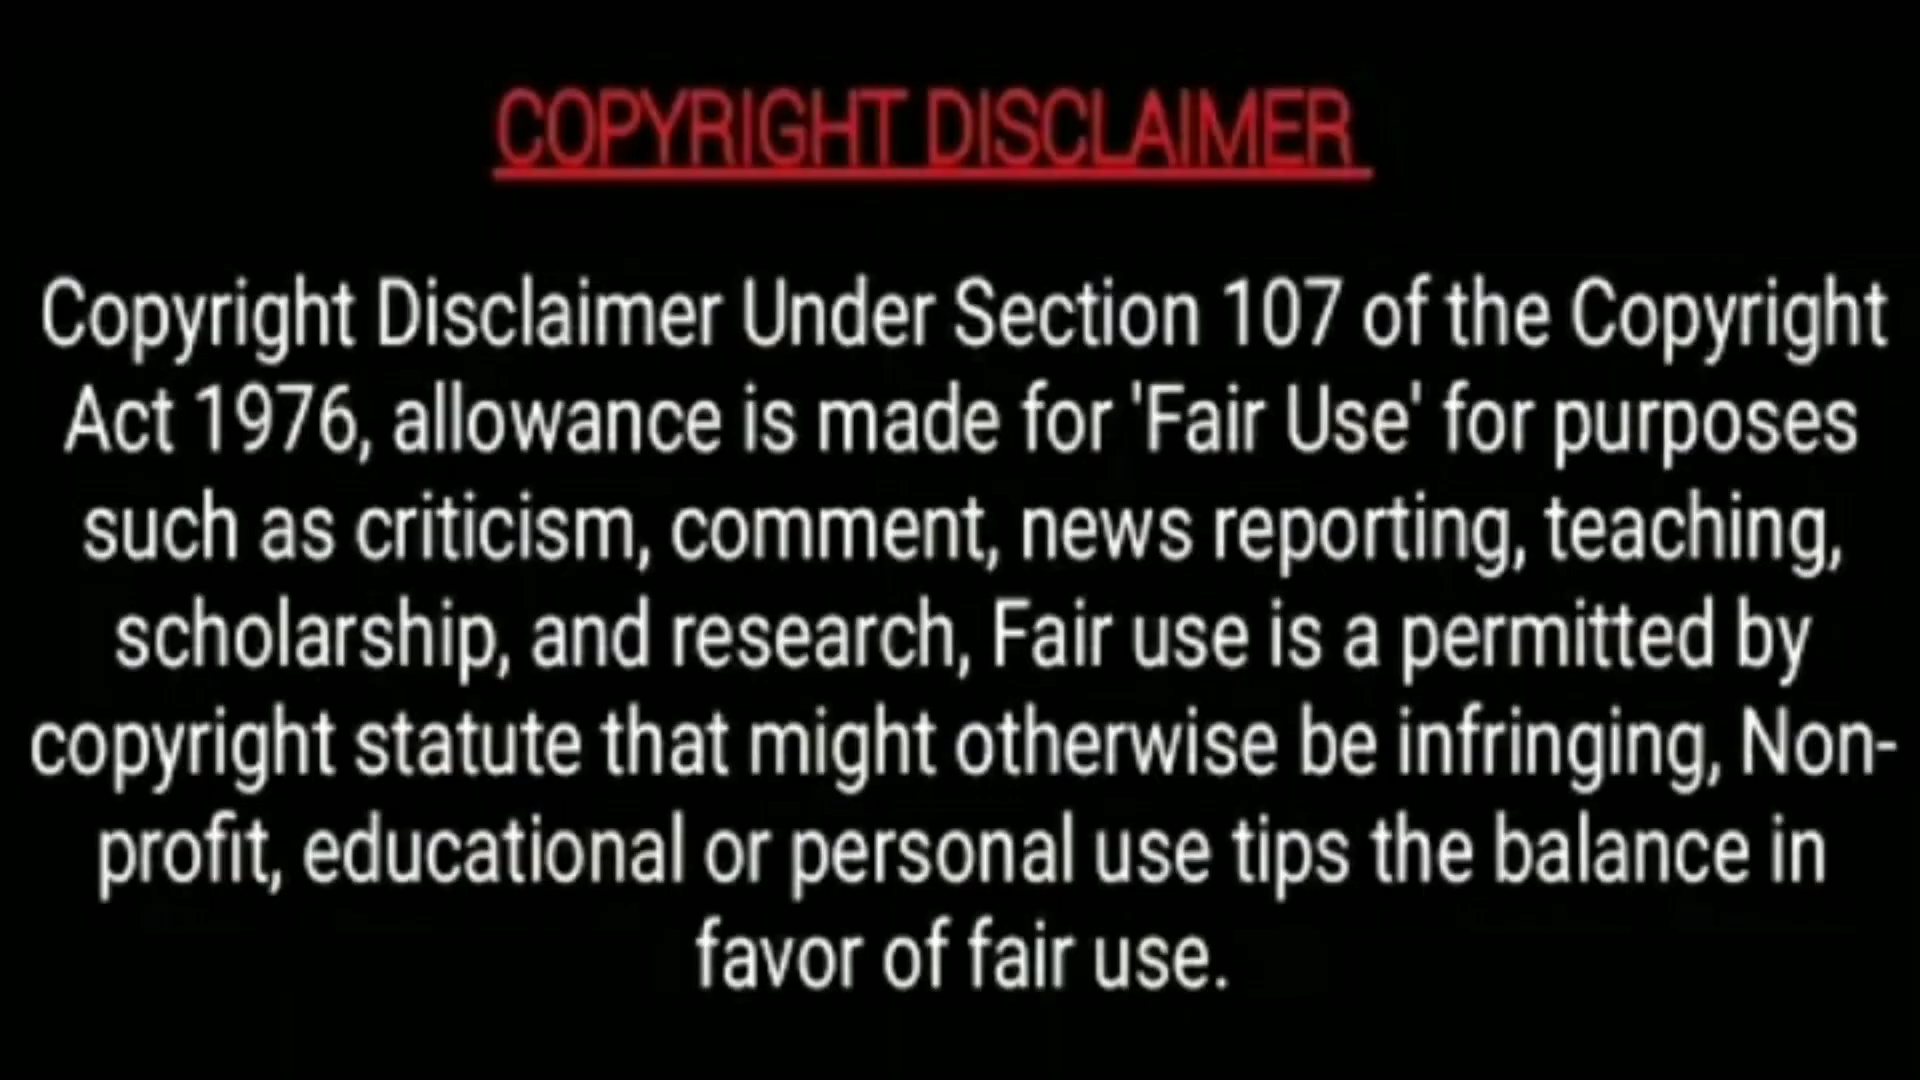 COPYRIGHT DISCLAIMER
Copyright Disclaimer Under Section 107 of the Copyright
Act 1976, allowance is made for 'Fair Use' for purposes
such as criticism, comment, news reporting, teaching,
scholarship, and research, Fair use is a permitted by
copyright statute that might otherwise be infringing, Non-
profit, educational or personal use tips the balance in
favor of fair use.